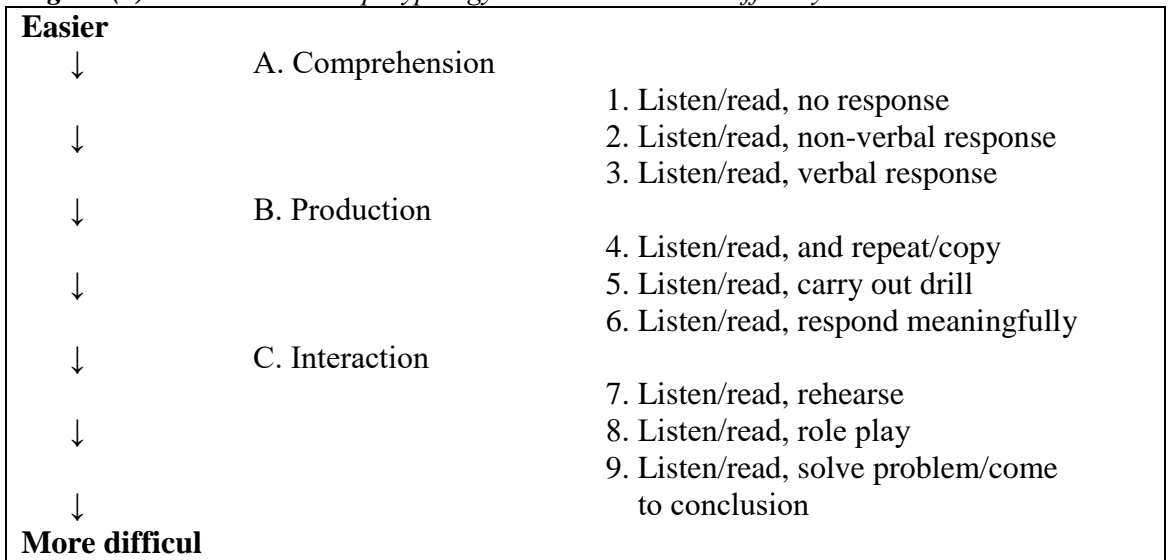 Easier
↓ A. Comprehension
1. Listen/read, no response
↓ 2. Listen/read, non-verbal response
3. Listen/read, verbal response
↓ B. Production
4. Listen/read, and repeat/copy
↓ 5. Listen/read, carry out drill
6. Listen/read, respond meaningfully
↓ C. Interaction
7. Listen/read, rehearse
↓ 8. Listen/read, role play
9. Listen/read, solve problem/come
↓ to conclusion
More difficul